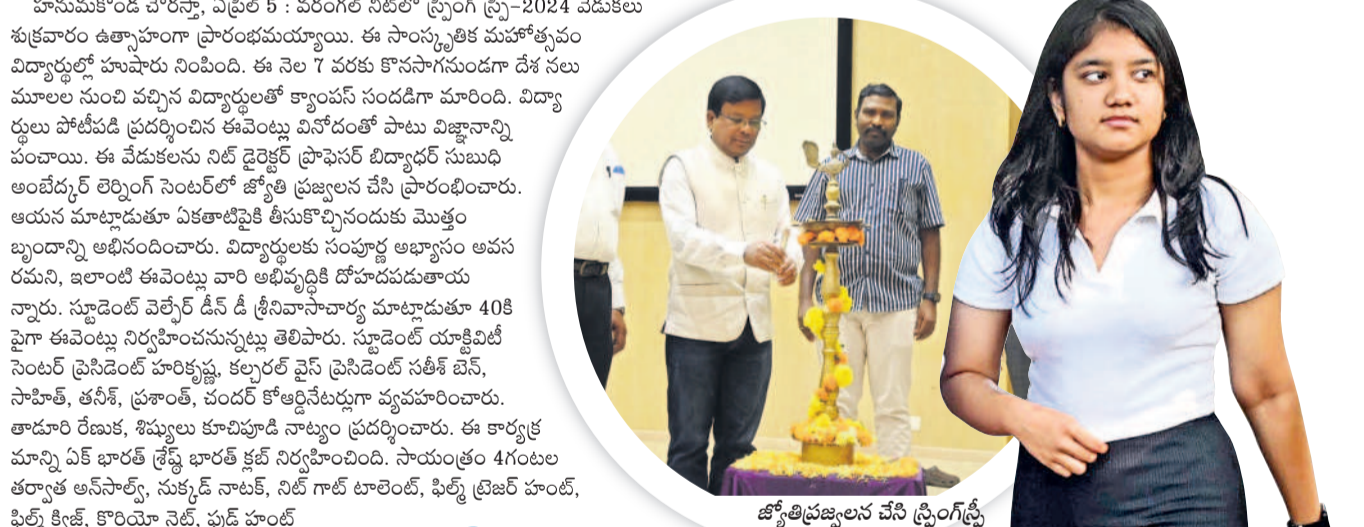 హనుమకొండ చౌరస్తా, ఏప్రిల్ 5 : వరంగల్ నిట్‌లో స్ప్రింగ్ స్ప్రీ-2024 వేడుకలు
శుక్రవారం ఉత్సాహంగా ప్రారంభమయ్యాయి. ఈ సాంస్కృతిక మహోత్సవం
విద్యార్థుల్లో హుషారు నింపింది. ఈ నెల 7 వరకు కొనసాగనుండగా దేశ నలు
మూలల నుంచి వచ్చిన విద్యార్థులతో క్యాంపస్ సందడిగా మారింది. విద్యా
ర్థులు పోటీపడి ప్రదర్శించిన ఈవెంట్లు వినోదంతో పాటు విజ్ఞానాన్ని
పంచాయి. ఈ వేడుకలను నిట్ డైరెక్టర్ ప్రొఫెసర్ బిద్యాధర్ సుబుధి
అంబేద్కర్ లెర్నింగ్ సెంటర్‌లో జ్యోతి ప్రజ్వలన చేసి ప్రారంభించారు.
ఆయన మాట్లాడుతూ ఏకతాటిపైకి తీసుకొచ్చినందుకు మొత్తం
బృందాన్ని అభినందించారు. విద్యార్థులకు సంపూర్ణ అభ్యాసం అవస
రమని, ఇలాంటి ఈవెంట్లు వారి అభివృద్ధికి దోహదపడుతాయ
న్నారు. స్టూడెంట్ వెల్ఫేర్ డీన్ డీ శ్రీనివాసాచార్య మాట్లాడుతూ 40కి
పైగా ఈవెంట్లు నిర్వహించనున్నట్లు తెలిపారు. స్టూడెంట్ యాక్టివిటీ
సెంటర్ ప్రెసిడెంట్ హరికృష్ణ, కల్చరల్ వైస్ ప్రెసిడెంట్ సతీశ్ బెన్,
సాహిత్, తనీశ్, ప్రశాంత్, చందర్ కోఆర్డినేటర్లుగా వ్యవహరించారు.
తాడూరి రేణుక, శిష్యులు కూచిపూడి నాట్యం ప్రదర్శించారు. ఈ కార్యక్ర
మాన్ని ఏక్ భారత్ శ్రేష్ఠ భారత్ క్లబ్ నిర్వహించింది. సాయంత్రం 4గంటల
తర్వాత అన్‌సాల్వ్, నుక్కడ్ నాటక్, నిట్ గాట్ టాలెంట్, ఫిల్మ్ ట్రెజర్ హంట్,
ఫిల్మ్ క్విజ్, కొరియో నైట్, ఫుడ్ హంట్
జ్యోతిప్రజ్వలన చేసి స్ప్రింగ్‌స్ప్రీ